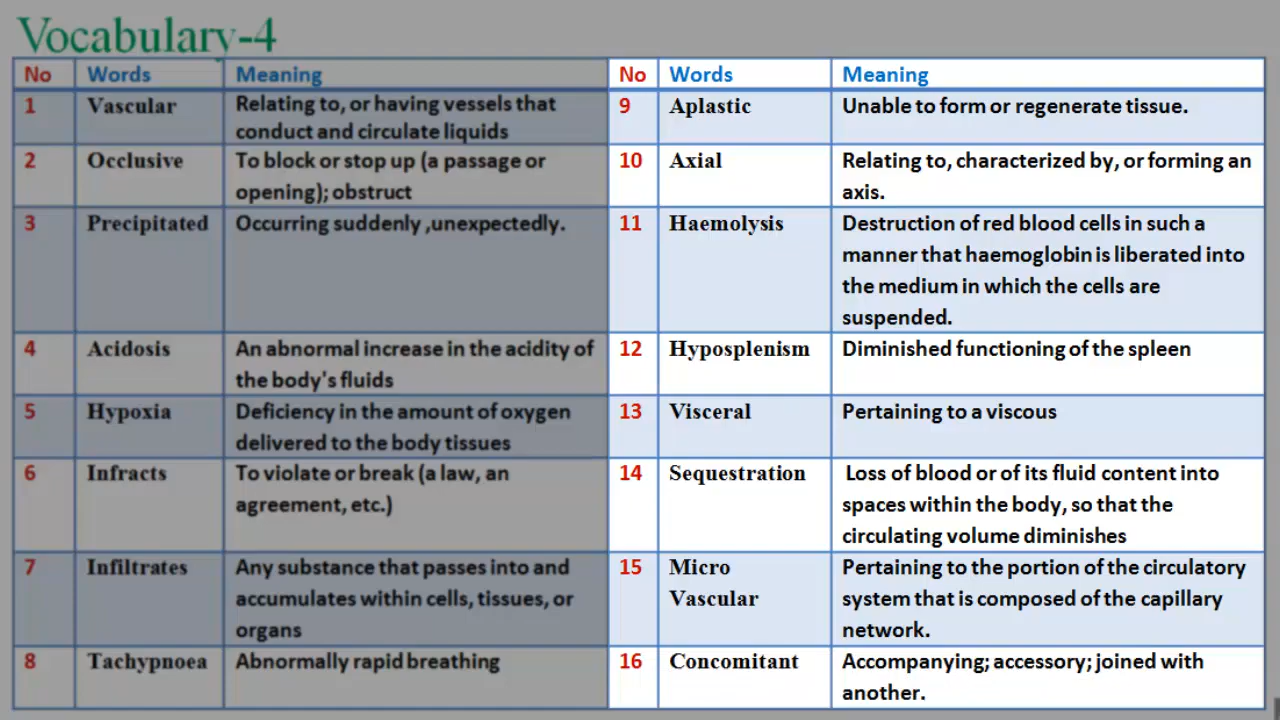 Vocabulary-4
No Words Meaning
1 Vascular Relating to, or having vessels that
conduct and circulate liquids
2 Occlusive To block or stop up (a passage or
opening); obstruct
3 Precipitated Occurring suddenly ,unexpectedly.
4 Acidosis An abnormal increase in the acidity of
the body's fluids
5 Hypoxia Deficiency in the amount of oxygen
delivered to the body tissues
6 Infracts To violate or break (a law, an
agreement, etc.)
7 Infiltrates Any substance that passes into and
accumulates within cells, tissues, or
organs
8 Tachypnoea Abnormally rapid breathing
No Words Meaning
9 Aplastic Unable to form or regenerate tissue.
10 Axial Relating to, characterized by, or forming an
axis.
11 Haemolysis Destruction of red blood cells in such a
manner that haemoglobin is liberated into
the medium in which the cells are
suspended.
12 Hyposplenism Diminished functioning of the spleen
13 Visceral Pertaining to a viscous
14 Sequestration Loss of blood or of its fluid content into
spaces within the body, so that the
circulating volume diminishes
15 Micro Pertaining to the portion of the circulatory
Vascular system that is composed of the capillary
network.
16 Concomitant Accompanying; accessory; joined with
another.